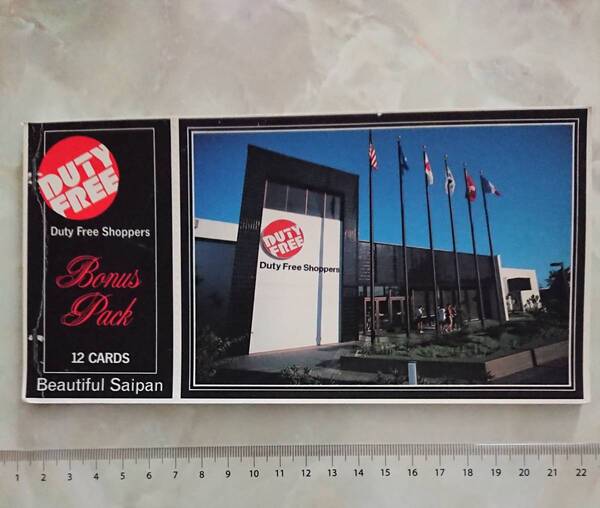 DUTY
FREE
Duty Free Shoppers
Bonus
Pack
12 CARDS
Beautiful Saipan
DUTY
FREE
Duty Free Shoppers
1 2 3 4 5 6 7 8 9 10 11 12 13 14 15 16 17 18 19 20 21 22